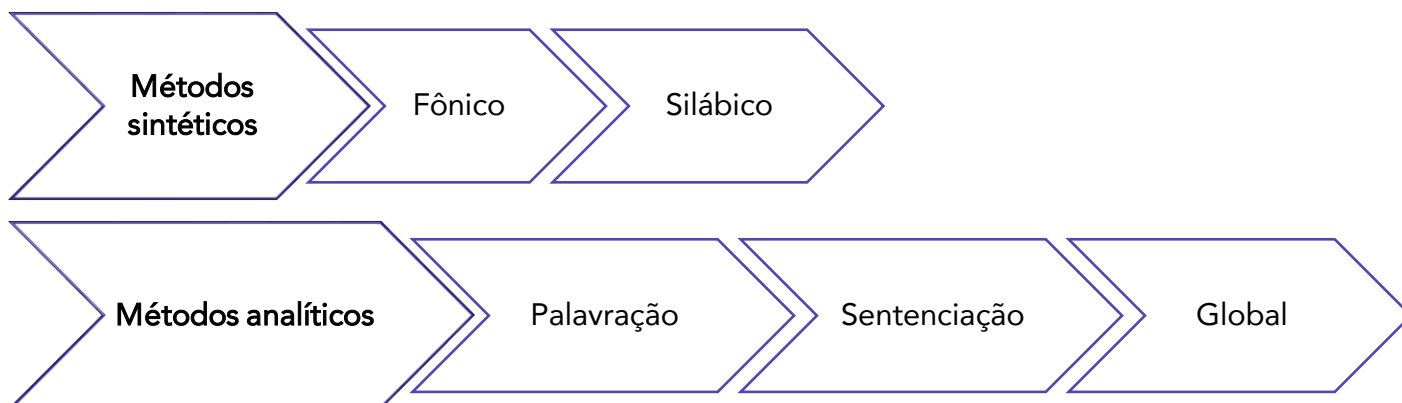 Métodos
sintéticos
Fônico
Silábico
Métodos analíticos
Palavração
Sentenciação
Global